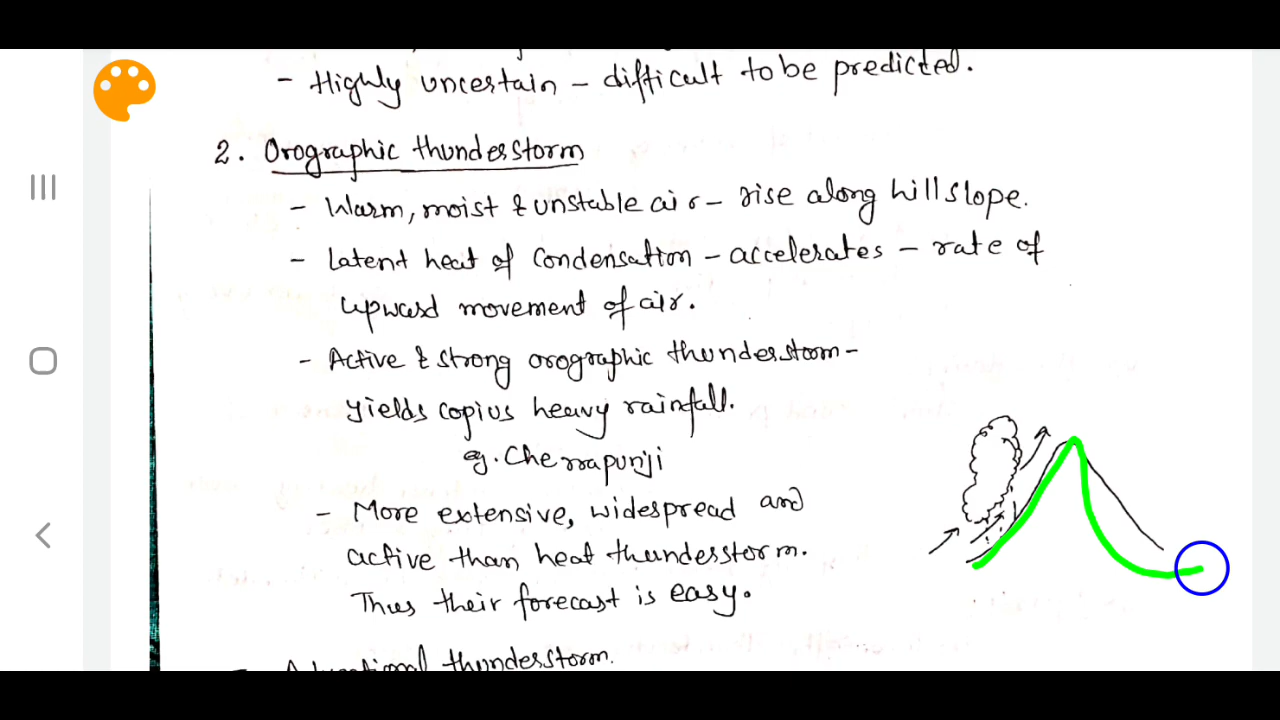 - Highly uncertain - difficult to be predicted.
2. Orographic thunderstorm
- Warm, moist & unstable air - rise along hill slope.
- Latent heat of condensation - accelerates - rate of
upward movement of air.
- Active & strong orographic thunderstorm -
yields copius heavy rainfall.
eg. Cherrapunji
- More extensive, widespread and
active than heat thunderstorm.
Thus their forecast is easy.
thunderstorm.